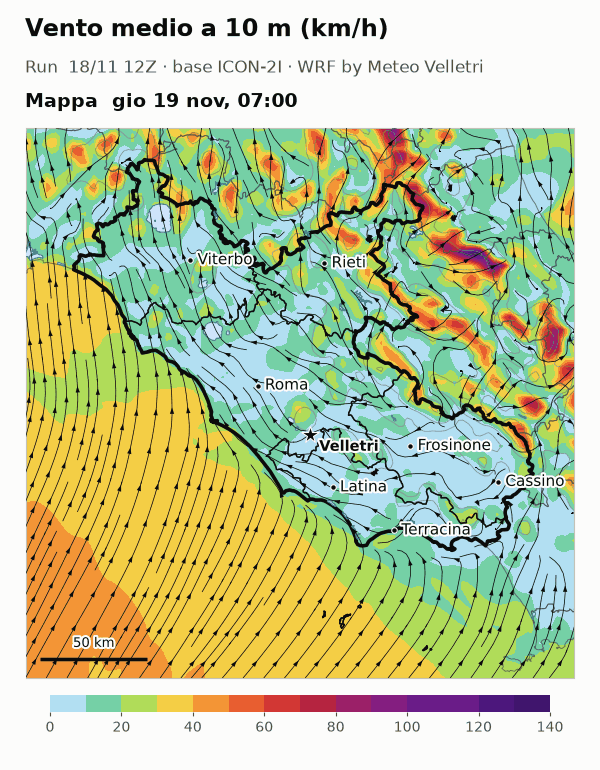 Vento medio a 10 m (km/h)
Run 18/11 12Z · base ICON-2I · WRF by Meteo Velletri
Mappa gio 19 nov, 07:00
Viterbo
Rieti
Roma
Velletri
Frosinone
Cassino
Latina
Terracina
50 km
0 20 40 60 80 100 120 140